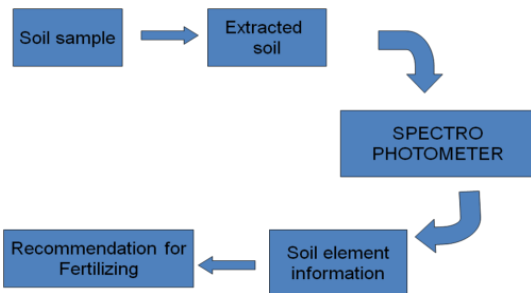 Soil sample
Extracted
soil
SPECTRO
PHOTOMETER
Soil element
information
Recommendation for
Fertilizing